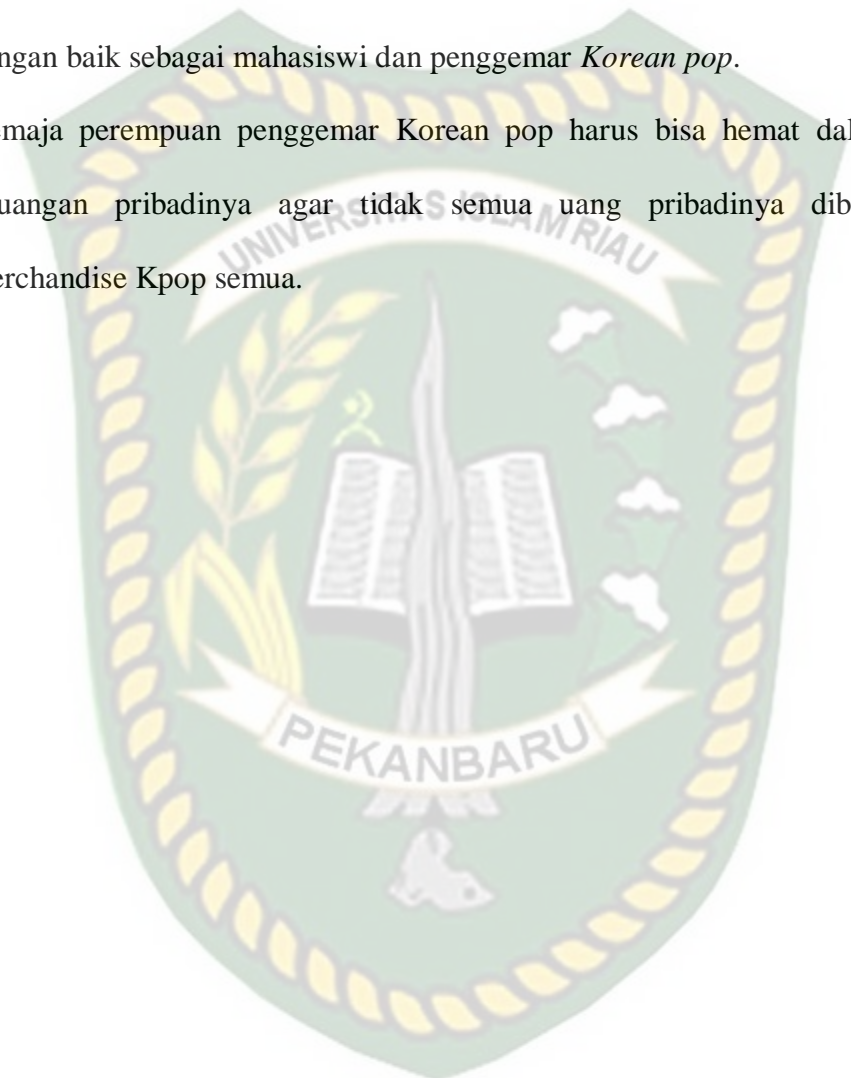 ngan baik sebagai mahasiswi dan penggemar Korean pop.
emaja perempuan penggemar Korean pop harus bisa hemat dal
uangan pribadinya agar tidak semua uang pribadinya dib
erchandise Kpop semua.
UNIVERSITAS ISLAM RIAU
PEKANBARU